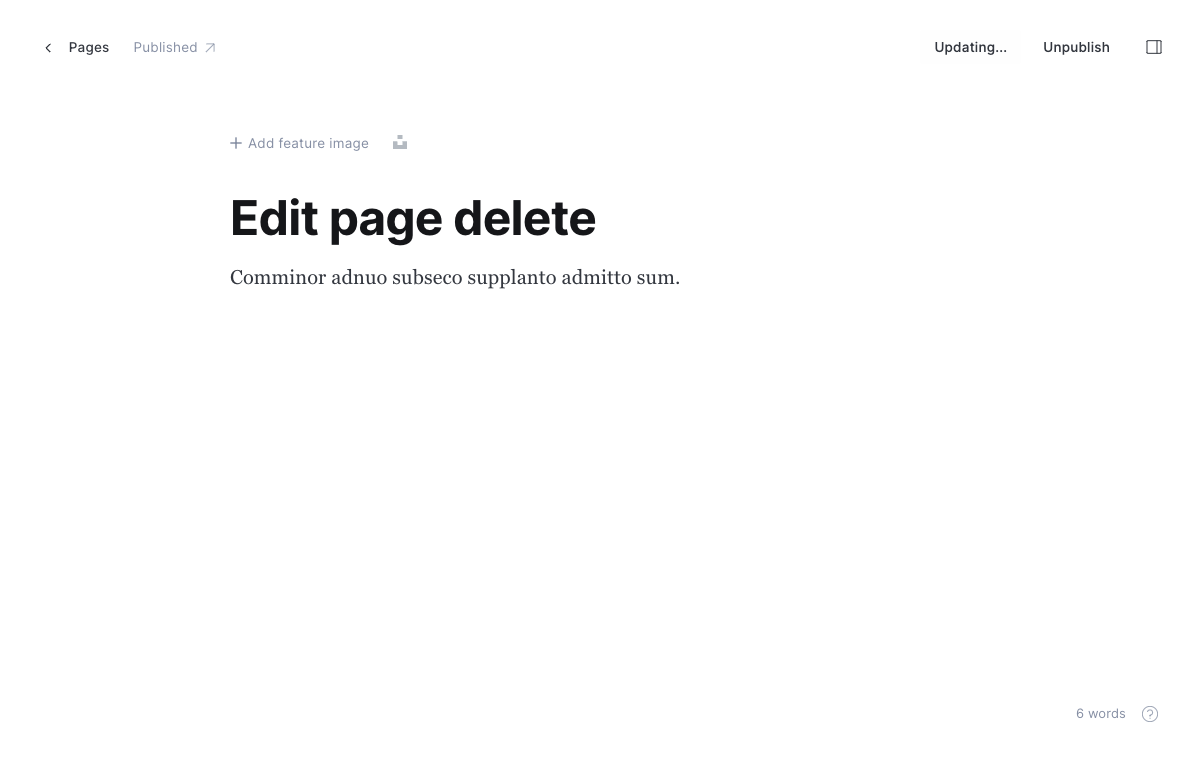 Pages Published Updating... Unpublish
Add feature image
Edit page delete
Comminor adnuo subseco supplanto admitto sum.
6 words